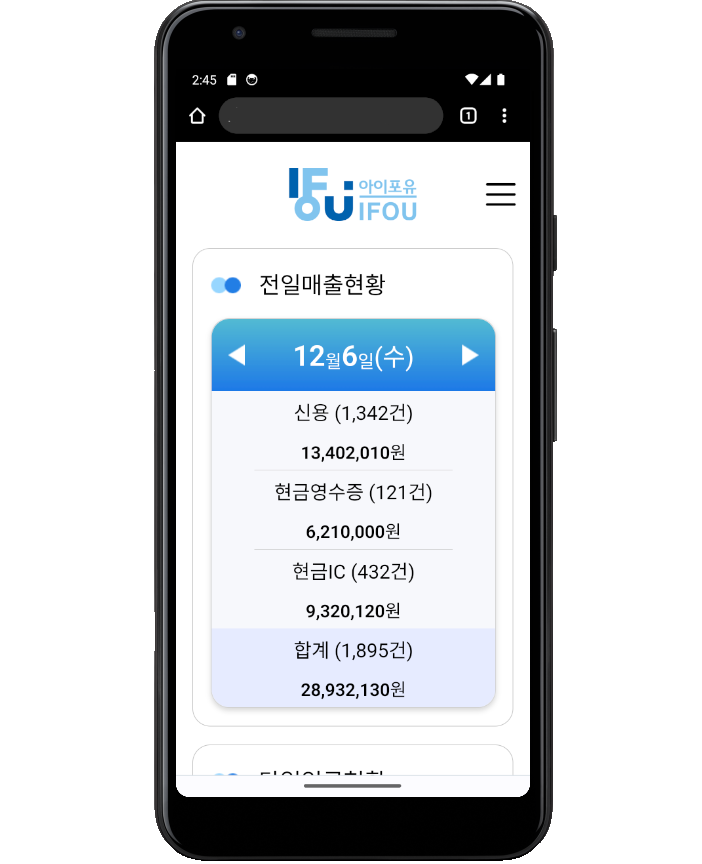 2:45
1
IFOU 아이포유
IFOU
전일매출현황
12월6일(수)
신용 (1,342건)
13,402,010원
현금영수증 (121건)
6,210,000원
현금IC (432건)
9,320,120원
합계 (1,895건)
28,932,130원